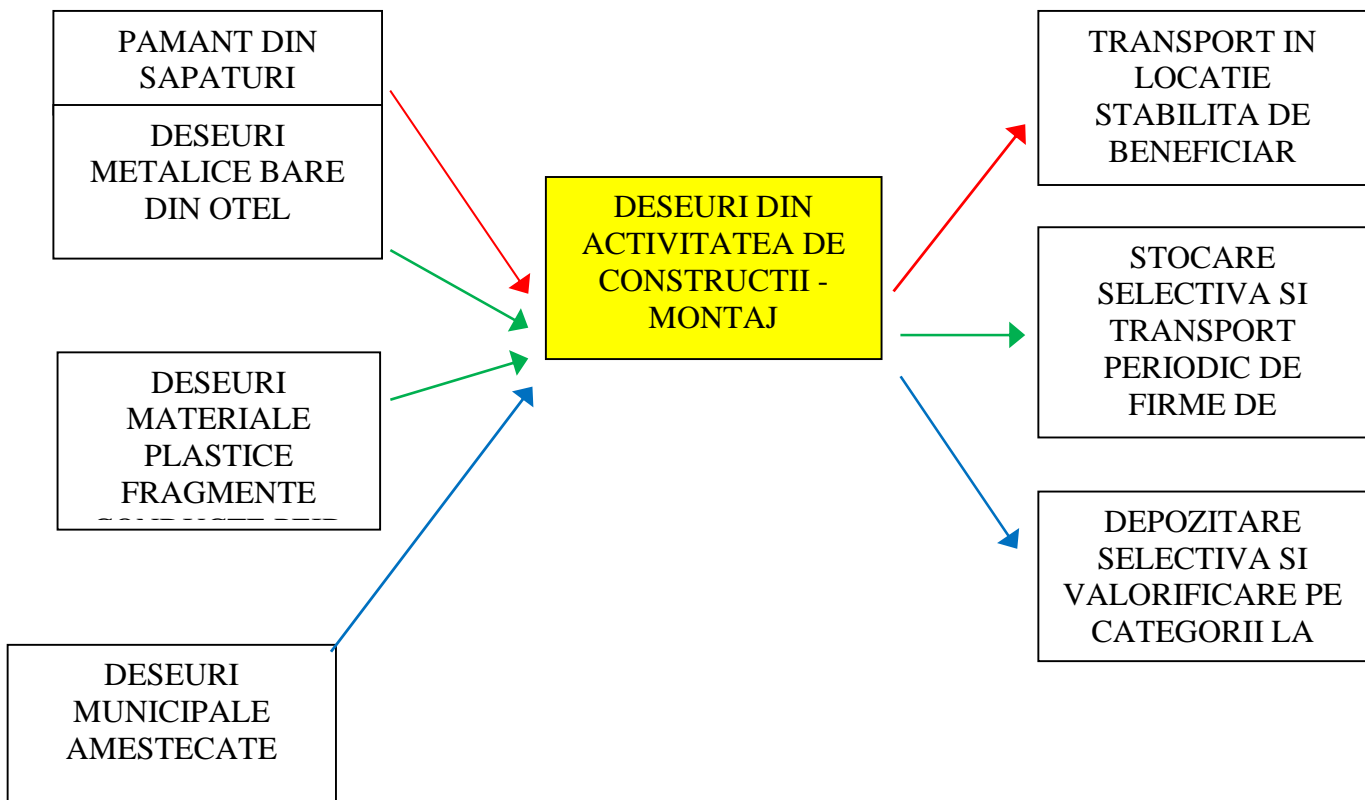 PAMANT DIN
SAPATURI
DESEURI
METALICE BARE
DIN OTEL
DESEURI
MATERIALE
PLASTICE
FRAGMENTE
DESEURI
MUNICIPALE
AMESTECATE
DESEURI DIN
ACTIVITATEA DE
CONSTRUCTII -
MONTAJ
TRANSPORT IN
LOCATIE
STABILITA DE
BENEFICIAR
STOCARE
SELECTIVA SI
TRANSPORT
PERIODIC DE
FIRME DE
DEPOZITARE
SELECTIVA SI
VALORIFICARE PE
CATEGORII LA